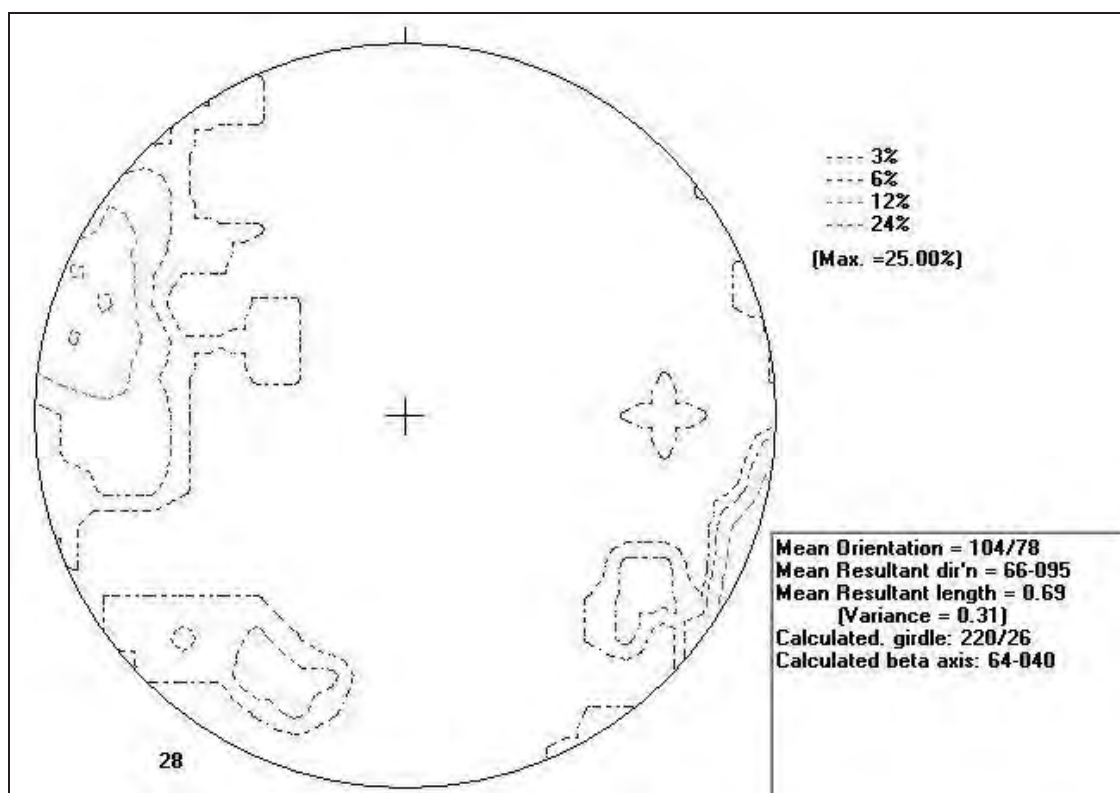 ---- 3%
---- 6%
---- 12%
---- 24%
(Max. =25.00%)
Mean Orientation = 104/78
Mean Resultant dir'n = 66-095
Mean Resultant length = 0.69
(Variance = 0.31)
Calculated. girdle: 220/26
Calculated beta axis: 64-040
28